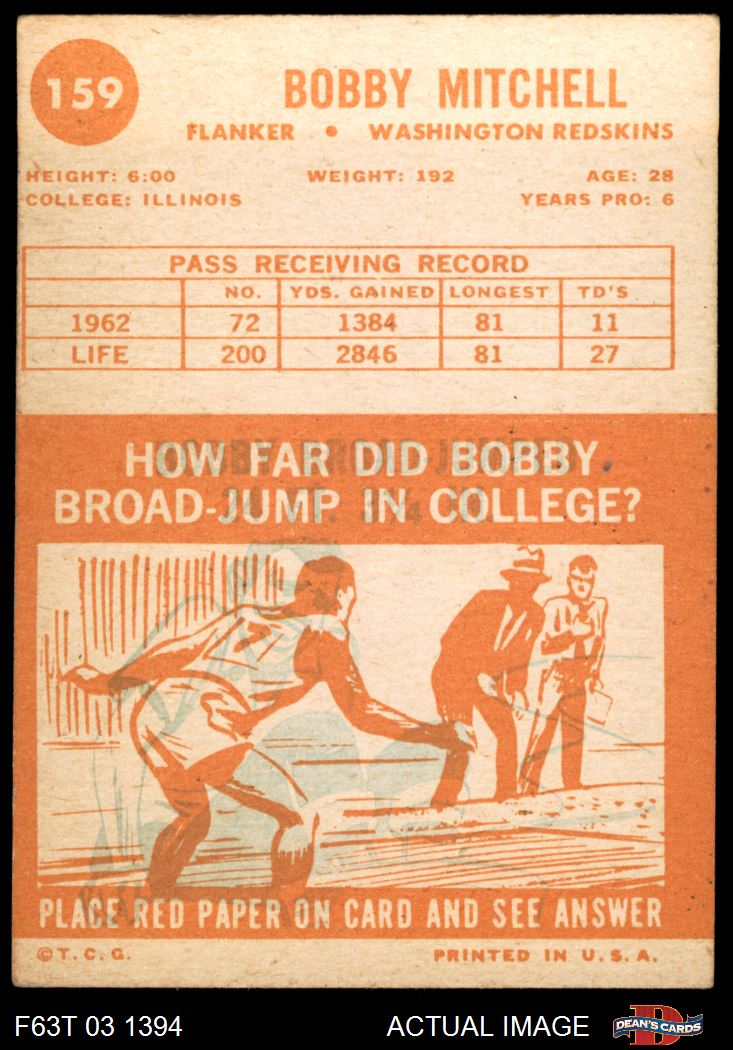 159
BOBBY MITCHELL
FLANKER • WASHINGTON REDSKINS
HEIGHT: 6:00 WEIGHT: 192 AGE: 28
COLLEGE: ILLINOIS YEARS PRO: 6
PASS RECEIVING RECORD
NO. YDS. GAINED LONGEST TD'S
1962 72 1384 81 11
LIFE 200 2846 81 27
HOW FAR DID BOBBY
BROAD-JUMP IN COLLEGE?
PLACE RED PAPER ON CARD AND SEE ANSWER
©T.C.G. PRINTED IN U.S.A.
F63T 03 1394 ACTUAL IMAGE DEAN'S CARDS